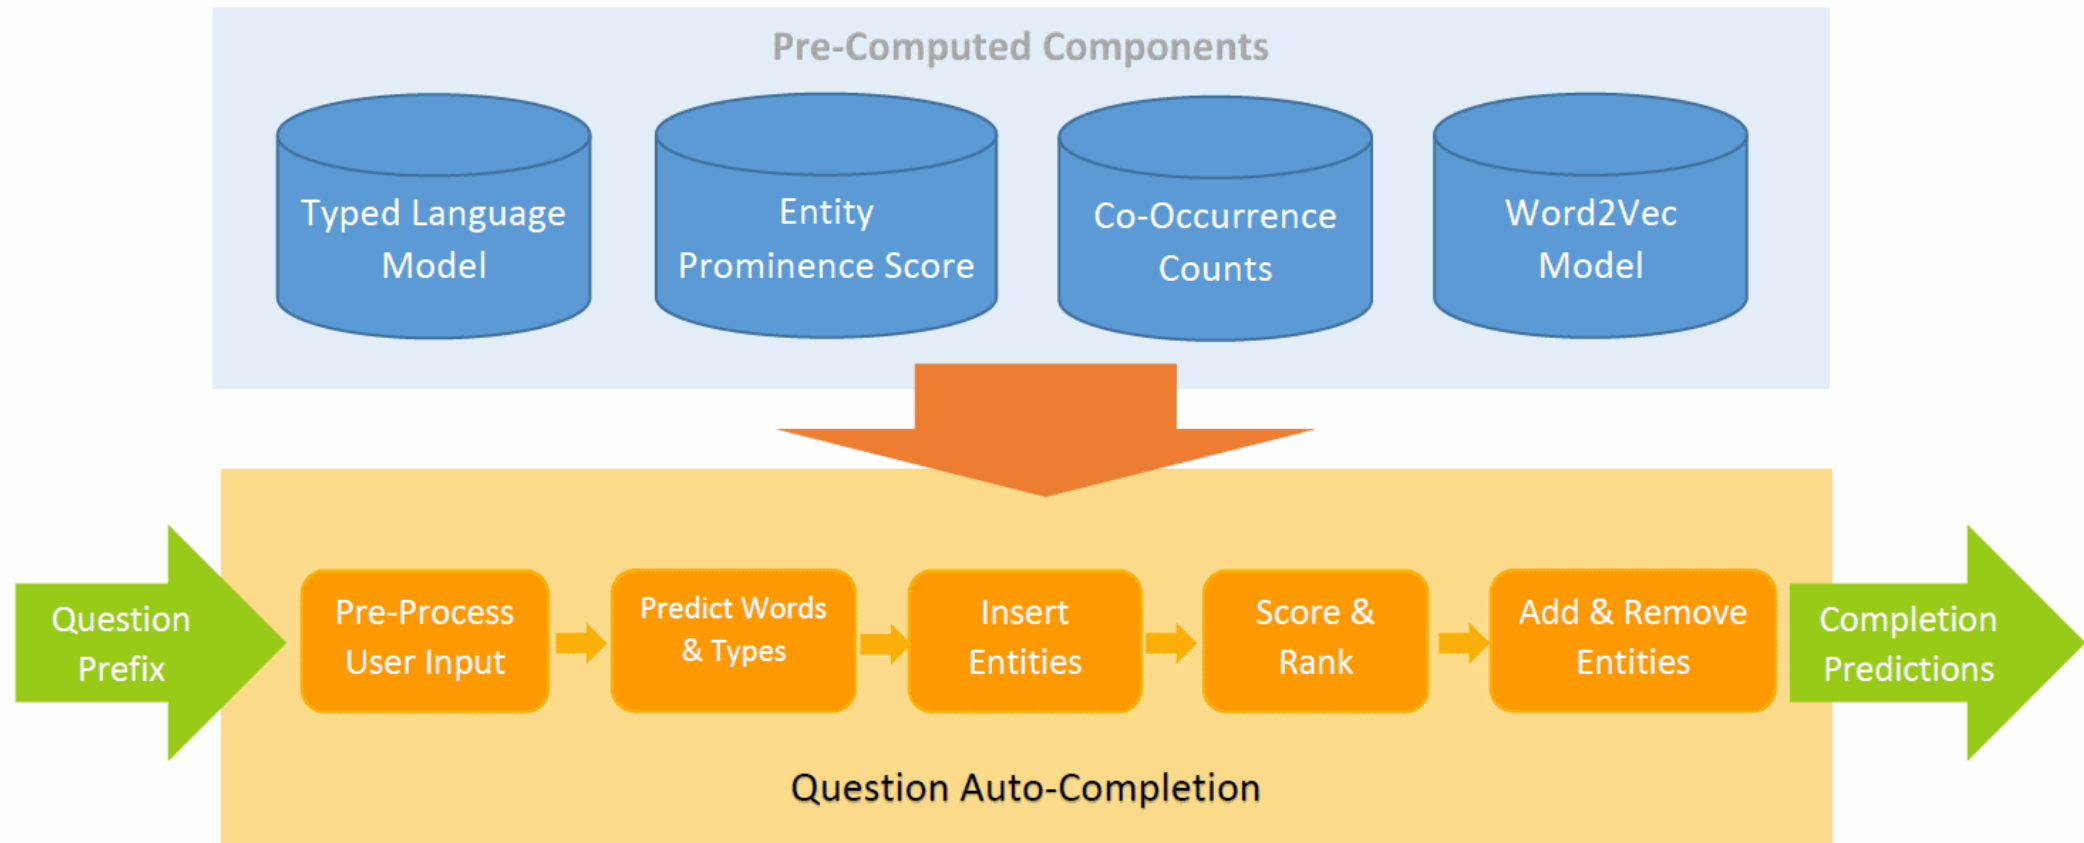 Pre-Computed Components
Typed Language
Model
Entity
Prominence Score
Co-Occurrence
Counts
Word2Vec
Model
Question
Prefix
Pre-Process
User Input
Predict Words
& Types
Insert
Entities
Score &
Rank
Add & Remove
Entities
Completion
Predictions
Question Auto-Completion